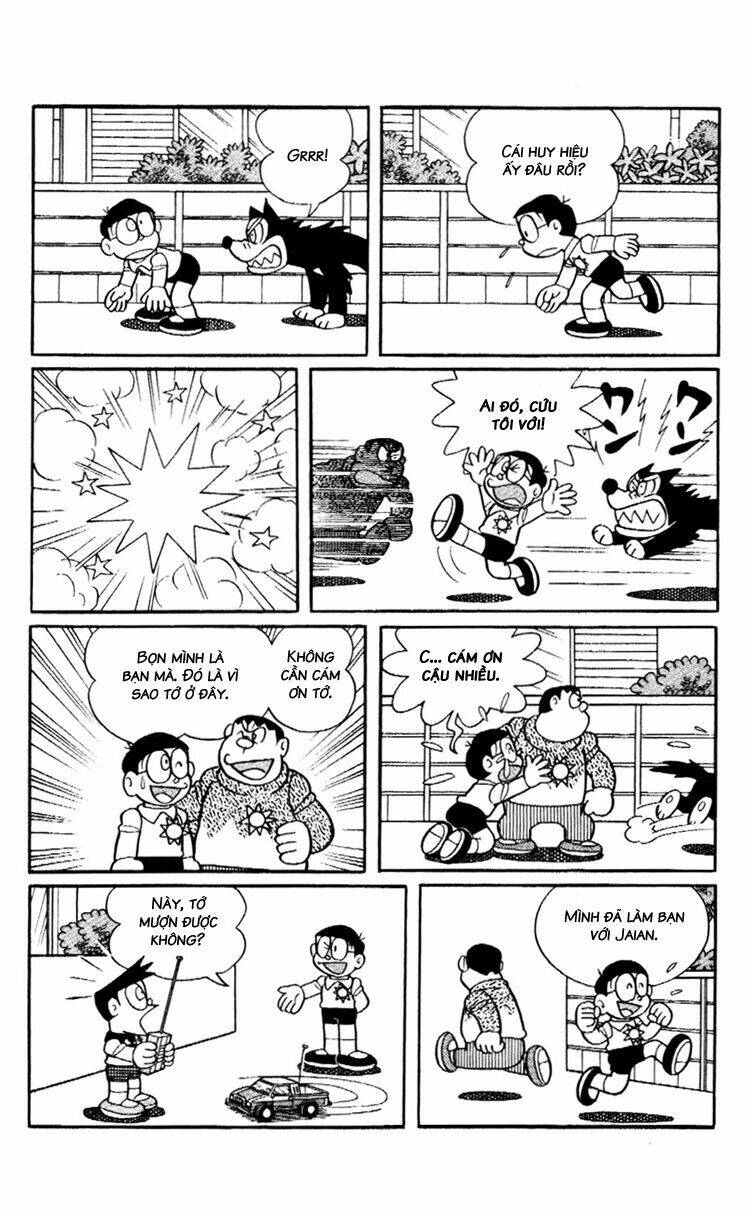 CÁI HUY HIỆU
ẤY ĐÂU RỒI?
GRRR!
AI ĐÓ, CỨU
TÔI VỚI!
C... CÁM ƠN
CẬU NHIỀU.
KHÔNG
CẦN CÁM
ƠN TỚ.
BỌN MÌNH LÀ
BẠN MÀ. ĐÓ LÀ VÌ
SAO TỚ Ở ĐÂY.
MÌNH ĐÃ LÀM BẠN
VỚI JAIAN.
NÀY, TỚ
MƯỢN ĐƯỢC
KHÔNG?